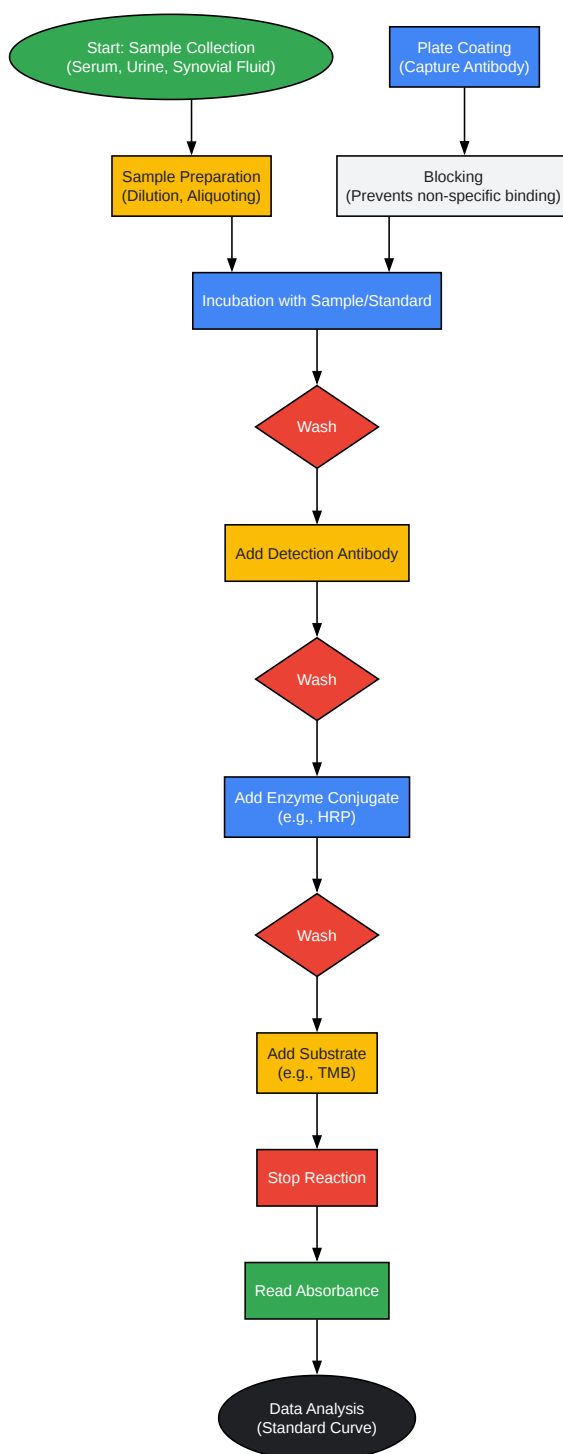 Start: Sample Collection
(Serum, Urine, Synovial Fluid)
Plate Coating
(Capture Antibody)
Sample Preparation
(Dilution, Aliquoting)
Blocking
(Prevents non-specific binding)
Incubation with Sample/Standard
Wash
Add Detection Antibody
Wash
Add Enzyme Conjugate
(e.g., HRP)
Wash
Add Substrate
(e.g., TMB)
Stop Reaction
Read Absorbance
Data Analysis
(Standard Curve)